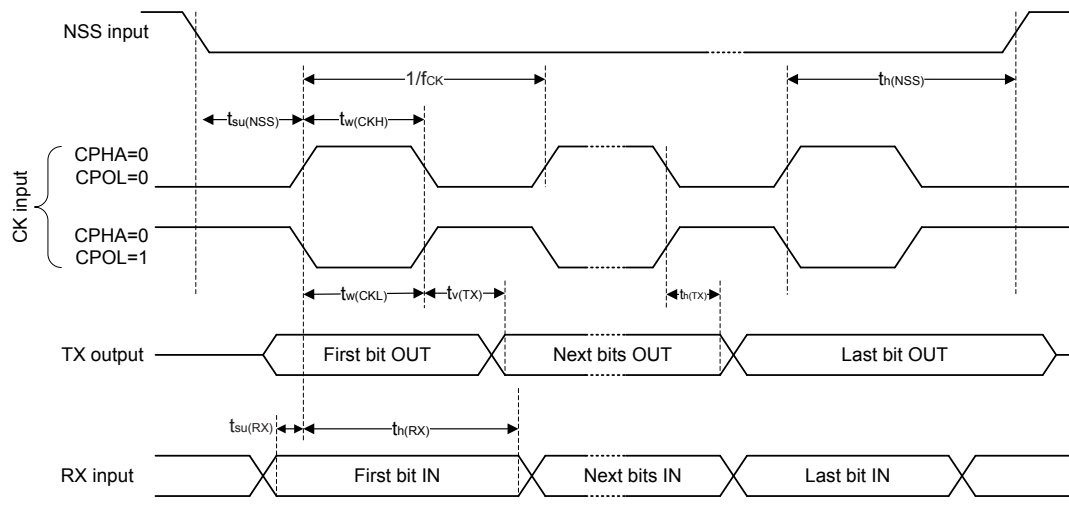 NSS input
1/fCK
th(NSS)
tsu(NSS)
tw(CKH)
CK input
CPHA=0
CPOL=0
CPHA=0
CPOL=1
tw(CKL)
tv(TX)
th(TX)
TX output
First bit OUT
Next bits OUT
Last bit OUT
tsu(RX)
th(RX)
RX input
First bit IN
Next bits IN
Last bit IN